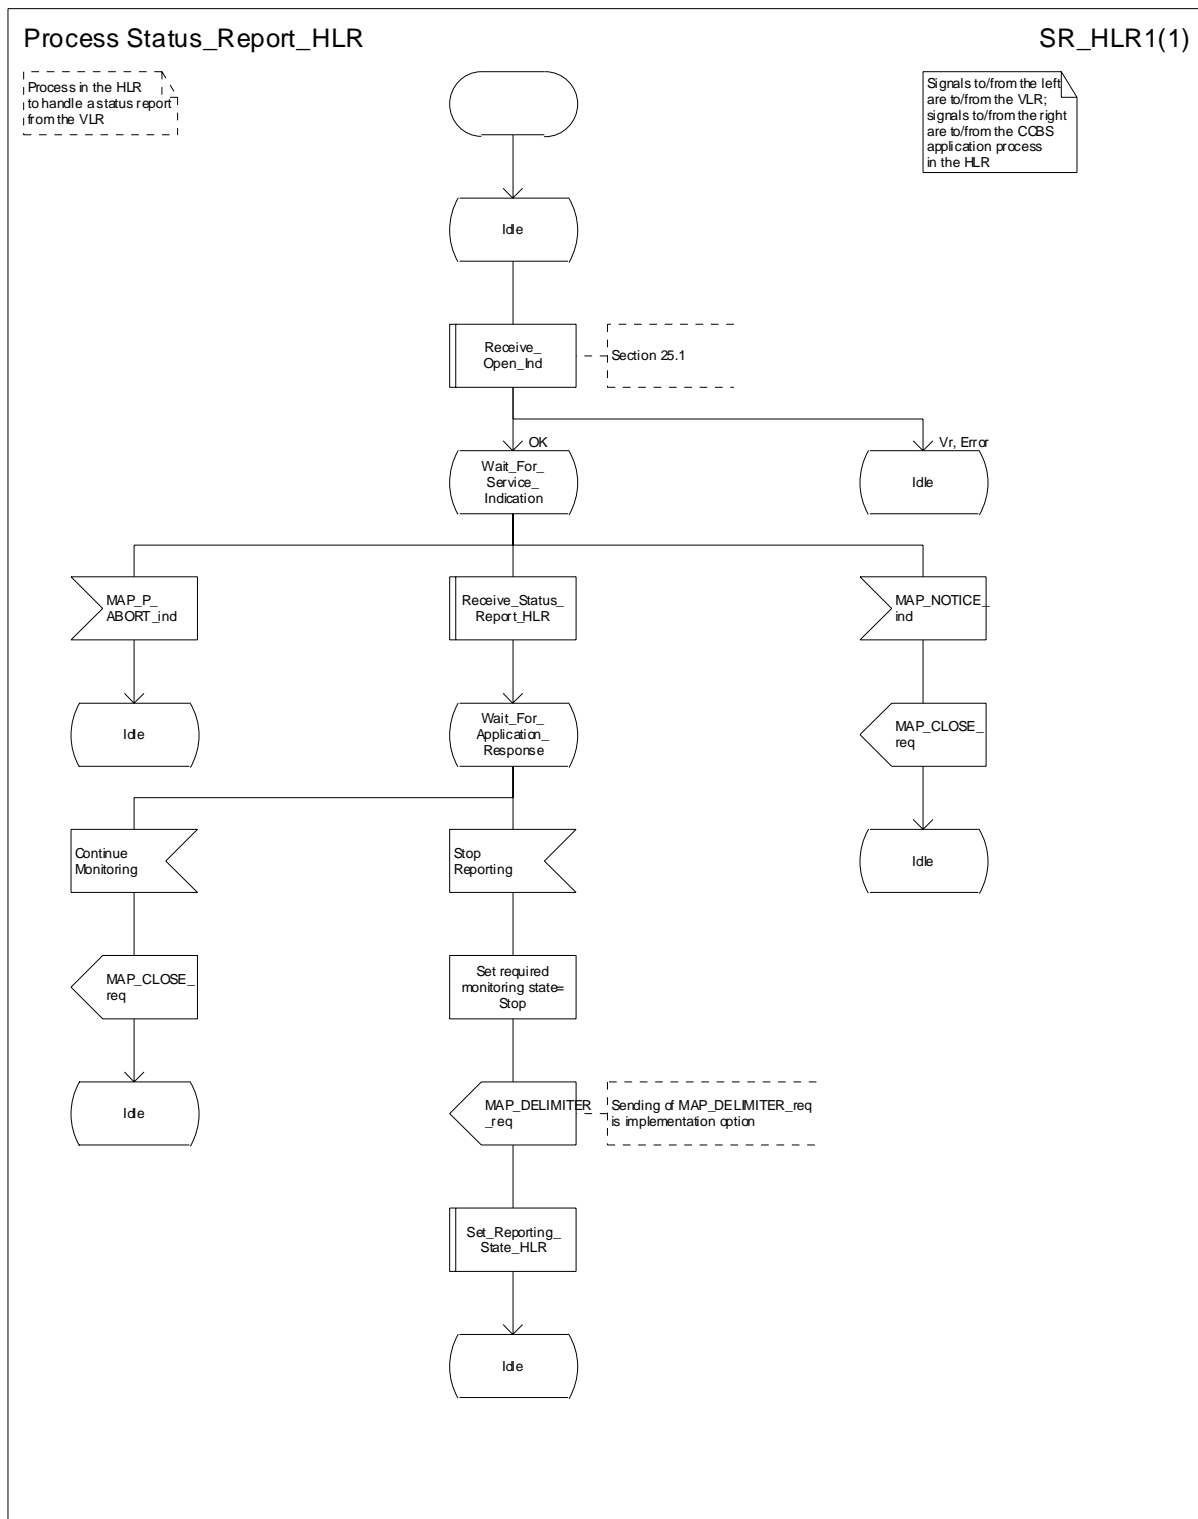 Process Status_Report_HLR
SR_HLR1(1)
Process in the HLR
to handle a status report
from the VLR
Signals to/from the left
are to/from the VLR;
signals to/from the right
are to/from the CCBS
application process
in the HLR
Idle
Receive_
Open_Ind
Section 25.1
OK
Vr, Error
Wait_For_
Service_
Indication
Idle
MAP_P_
ABORT_ind
Receive_Status_
Report_HLR
MAP_NOTICE_
ind
Idle
Wait_For_
Application_
Response
MAP_CLOSE_
req
Continue
Monitoring
Stop
Reporting
Idle
MAP_CLOSE_
req
Set required
monitoring state=
Stop
Idle
MAP_DELIMITER
_req
Sending of MAP_DELIMITER_req
is implementation option
Set_Reporting_
State_HLR
Idle